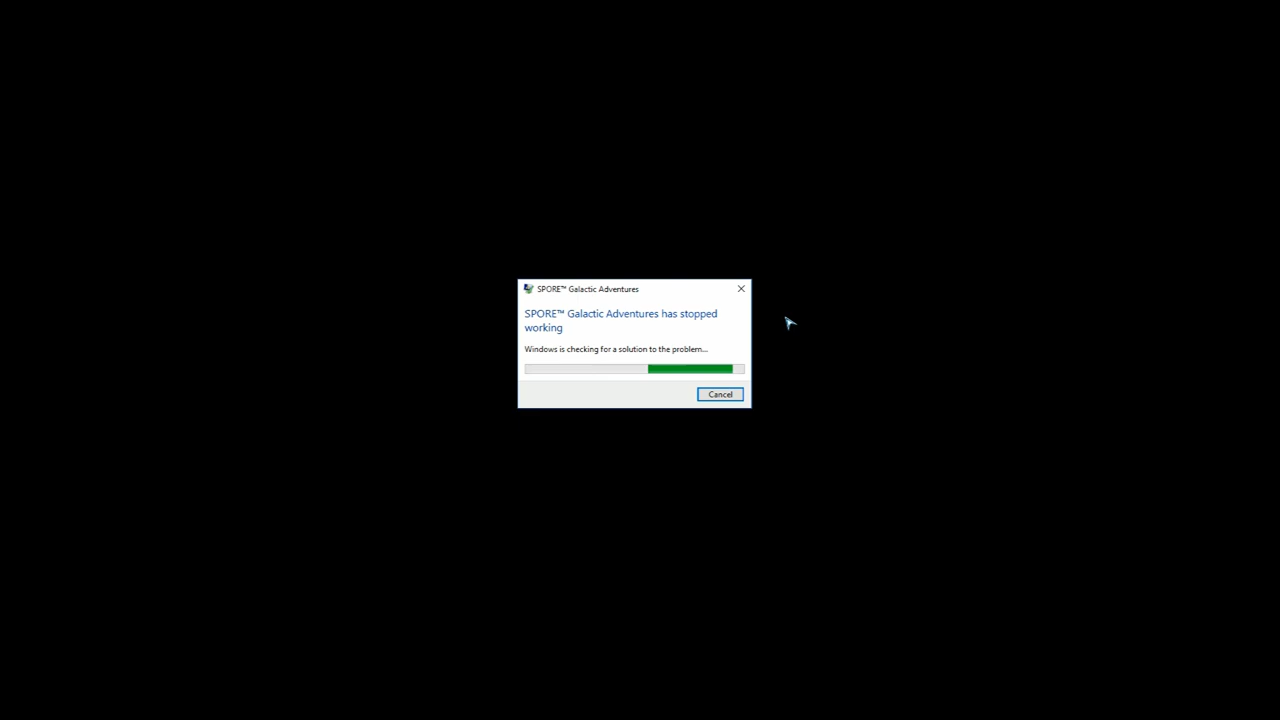 SPORE™ Galactic Adventures
SPORE™ Galactic Adventures has stopped
working
Windows is checking for a solution to the problem...
Cancel